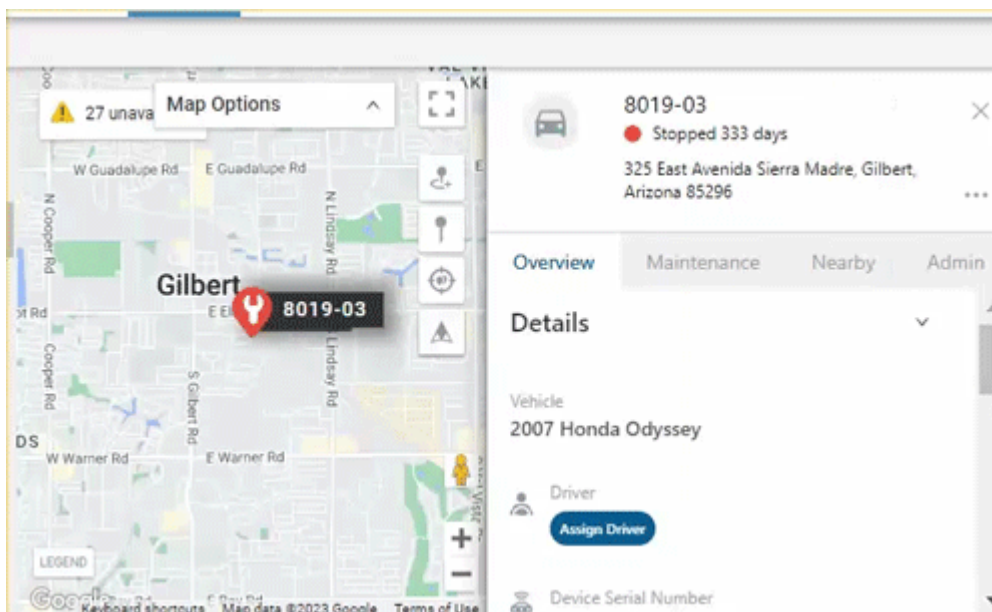 LAKE
27 unava
Map Options
W Guadalupe Rd
E Guadalupe Rd
N Cooper Rd
N Lindsay Rd
Gilbert
8019-03
E El
ot Rd
Cooper Rd
S Gilbert Rd
Lindsay Rd
DS
W Warner Rd
E Warner Rd
LEGEND
Google
Keyboard shortcuts
Map data ©2023 Google
Terms of Use
8019-03
Stopped 333 days
325 East Avenida Sierra Madre, Gilbert,
Arizona 85296
Overview
Maintenance
Nearby
Admin
Details
Vehicle
2007 Honda Odyssey
Driver
Assign Driver
Device Serial Number